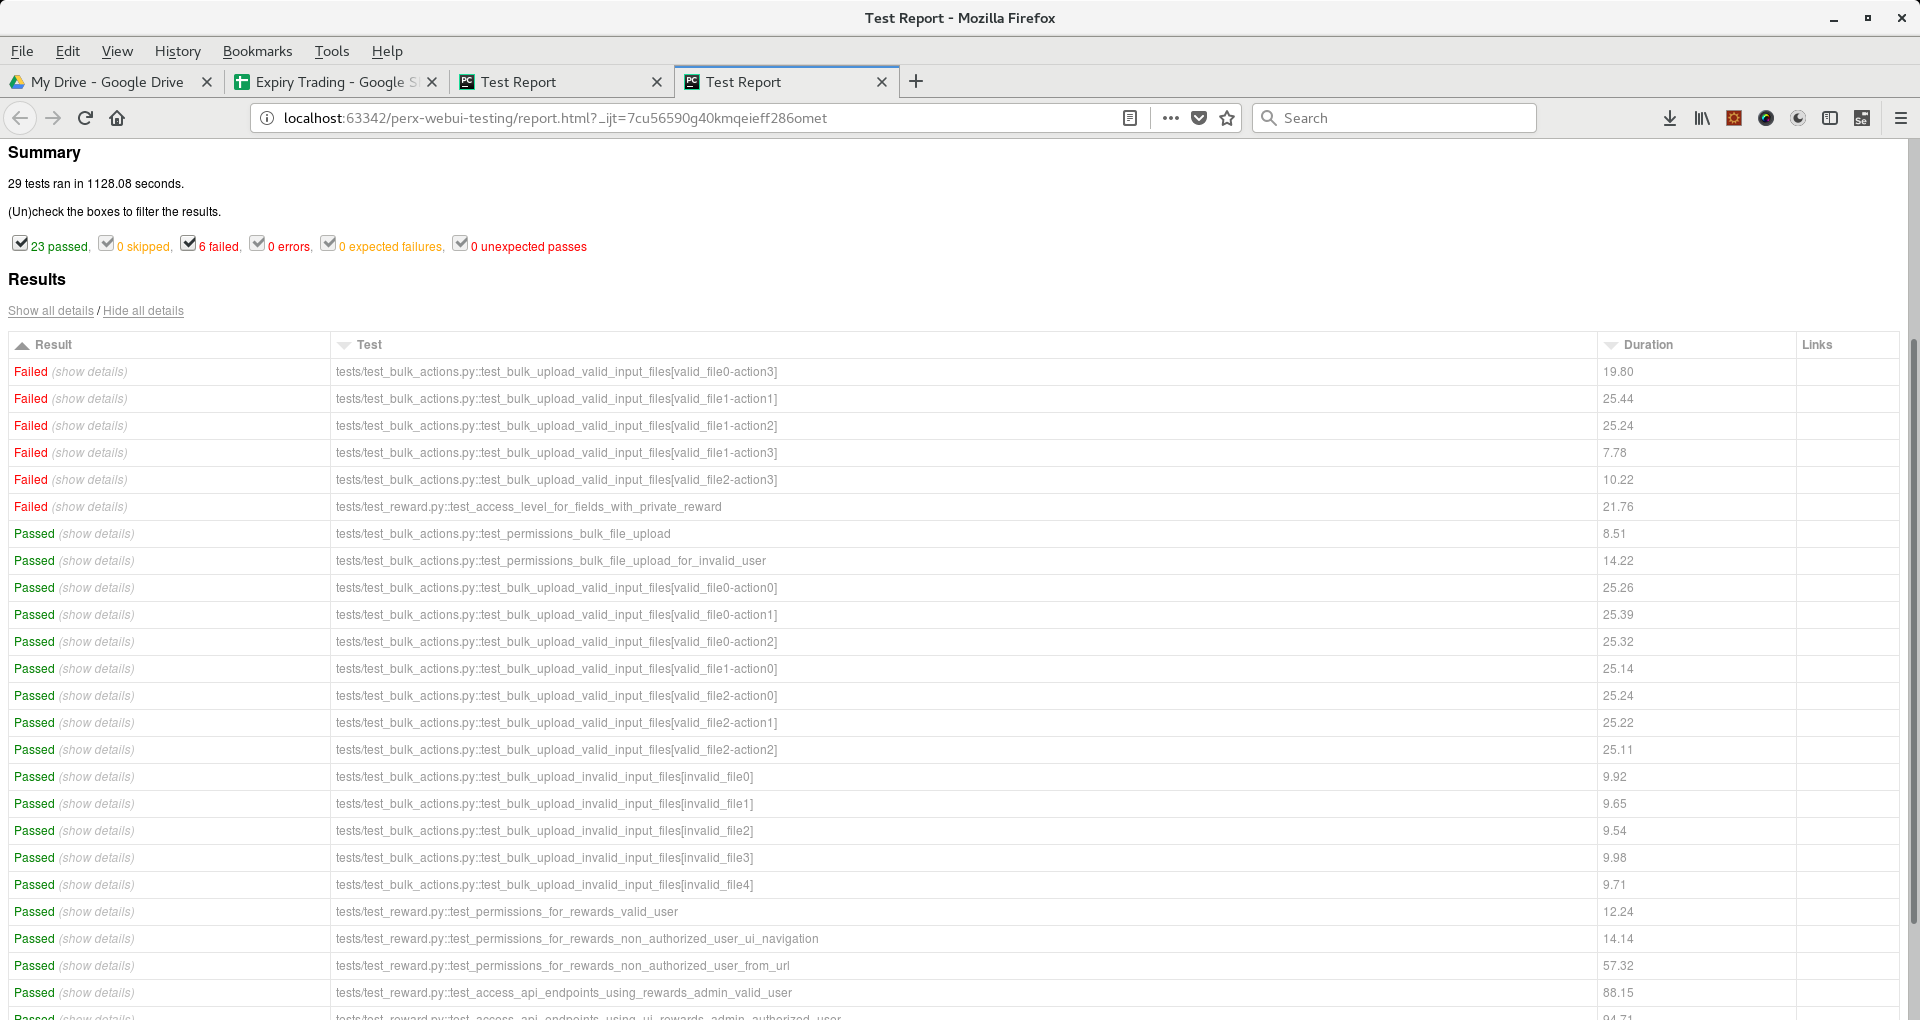 Test Report - Mozilla Firefox
File Edit View History Bookmarks Tools Help
My Drive - Google Drive
Expiry Trading - Google S
Test Report
Test Report
localhost:63342/perx-webui-testing/report.html?_ijt=7cu56590g40kmqeieff286omet
Search
Summary
29 tests ran in 1128.08 seconds.
(Un)check the boxes to filter the results.
23 passed, 0 skipped, 6 failed, 0 errors, 0 expected failures, 0 unexpected passes
Results
Show all details / Hide all details
Result Test Duration Links
Failed (show details) tests/test_bulk_actions.py::test_bulk_upload_valid_input_files[valid_file0-action3] 19.80
Failed (show details) tests/test_bulk_actions.py::test_bulk_upload_valid_input_files[valid_file1-action1] 25.44
Failed (show details) tests/test_bulk_actions.py::test_bulk_upload_valid_input_files[valid_file1-action2] 25.24
Failed (show details) tests/test_bulk_actions.py::test_bulk_upload_valid_input_files[valid_file1-action3] 7.78
Failed (show details) tests/test_bulk_actions.py::test_bulk_upload_valid_input_files[valid_file2-action3] 10.22
Failed (show details) tests/test_reward.py::test_access_level_for_fields_with_private_reward 21.76
Passed (show details) tests/test_bulk_actions.py::test_permissions_bulk_file_upload 8.51
Passed (show details) tests/test_bulk_actions.py::test_permissions_bulk_file_upload_for_invalid_user 14.22
Passed (show details) tests/test_bulk_actions.py::test_bulk_upload_valid_input_files[valid_file0-action0] 25.26
Passed (show details) tests/test_bulk_actions.py::test_bulk_upload_valid_input_files[valid_file0-action1] 25.39
Passed (show details) tests/test_bulk_actions.py::test_bulk_upload_valid_input_files[valid_file0-action2] 25.32
Passed (show details) tests/test_bulk_actions.py::test_bulk_upload_valid_input_files[valid_file1-action0] 25.14
Passed (show details) tests/test_bulk_actions.py::test_bulk_upload_valid_input_files[valid_file2-action0] 25.24
Passed (show details) tests/test_bulk_actions.py::test_bulk_upload_valid_input_files[valid_file2-action1] 25.22
Passed (show details) tests/test_bulk_actions.py::test_bulk_upload_valid_input_files[valid_file2-action2] 25.11
Passed (show details) tests/test_bulk_actions.py::test_bulk_upload_invalid_input_files[invalid_file0] 9.92
Passed (show details) tests/test_bulk_actions.py::test_bulk_upload_invalid_input_files[invalid_file1] 9.65
Passed (show details) tests/test_bulk_actions.py::test_bulk_upload_invalid_input_files[invalid_file2] 9.54
Passed (show details) tests/test_bulk_actions.py::test_bulk_upload_invalid_input_files[invalid_file3] 9.98
Passed (show details) tests/test_bulk_actions.py::test_bulk_upload_invalid_input_files[invalid_file4] 9.71
Passed (show details) tests/test_reward.py::test_permissions_for_rewards_valid_user 12.24
Passed (show details) tests/test_reward.py::test_permissions_for_rewards_non_authorized_user_ui_navigation 14.14
Passed (show details) tests/test_reward.py::test_permissions_for_rewards_non_authorized_user_from_url 57.32
Passed (show details) tests/test_reward.py::test_access_api_endpoints_using_rewards_admin_valid_user 88.15
Passed (show details) tests/test_reward.py::test_access_api_endpoints_using_ui_rewards_admin_authorized_user 94.71